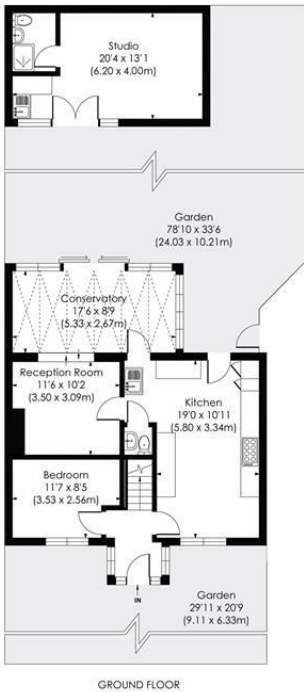 Studio
20'4 x 13'1
(6.20 x 4.00m)
Garden
78'10 x 33'6
(24.03 x 10.21m)
Conservatory
17'6 x 8'9
(5.33 x 2.67m)
Reception Room
11'6 x 10'2
(3.50 x 3.09m)
Kitchen
19'0 x 10'11
(5.80 x 3.34m)
Bedroom
11'7 x 8'5
(3.53 x 2.56m)
IN
Garden
29'11 x 20'9
(9.11 x 6.33m)
GROUND FLOOR